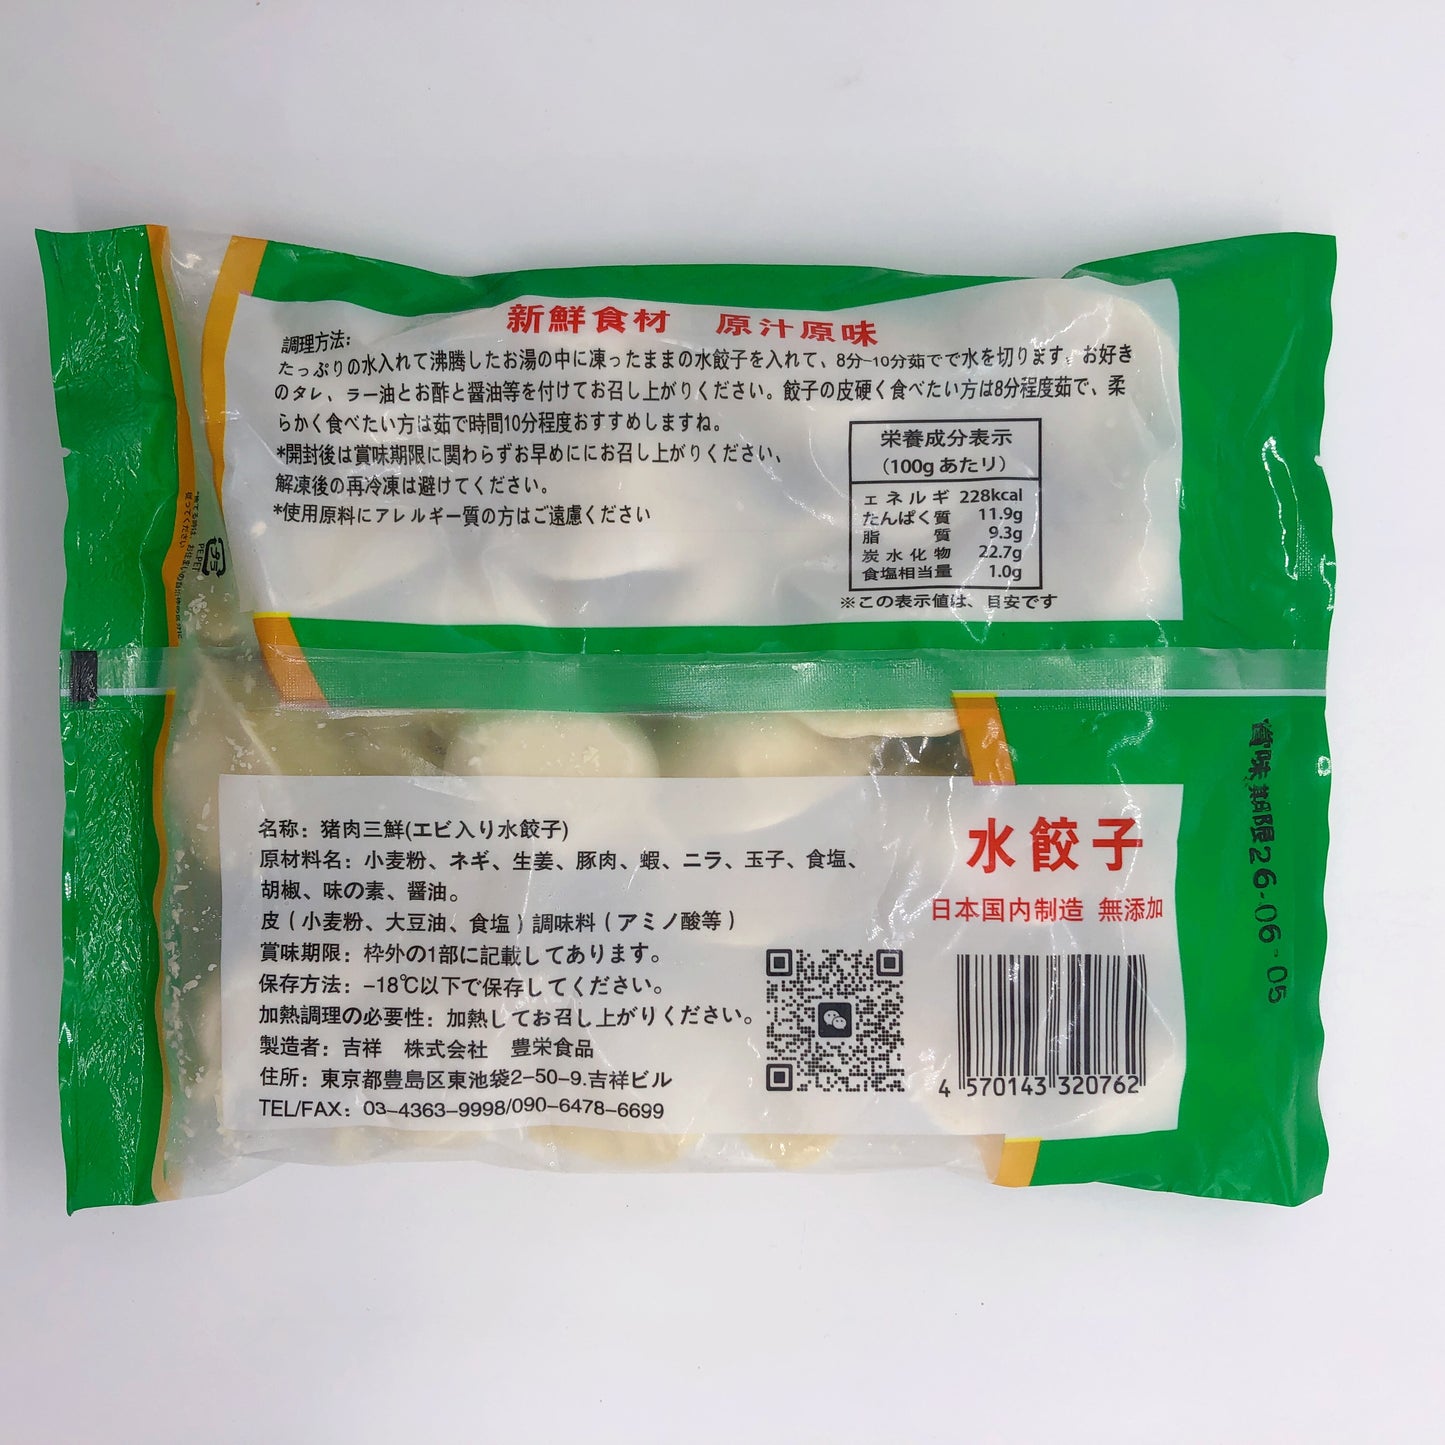 新鮮食材 原汁原味
調理方法:
たっぷりの水入れて沸騰したお湯の中に凍ったままの水餃子を入れて、8分-10分茹でで水を切ります。お好き
のタレ、ラー油とお酢と醤油等を付けてお召し上がりください。餃子の皮硬く食べたい方は8分程度茹で、柔
らかく食べたい方は茹で時間10分程度おすすめしますね。
*開封後は賞味期限に関わらずお早めににお召し上がりください、
解凍後の再冷凍は避けてください。
*使用原料にアレルギー質の方はご遠慮ください
栄養成分表示
(100gあたり)
エネルギ 228kcal
たんぱく質 11.9g
脂質 9.3g
炭水化物 22.7g
食塩相当量 1.0g
※この表示値は、目安です
PE,PET
名称: 猪肉三鮮(エビ入り水餃子)
原材料名: 小麦粉、ネギ、生姜、豚肉、蝦、ニラ、玉子、食塩、
胡椒、味の素、醤油。
皮(小麦粉、大豆油、食塩)調味料(アミノ酸等)
賞味期限: 枠外の1部に記載してあります。
保存方法: -18℃以下で保存してください。
加熱調理の必要性: 加熱してお召し上がりください。
製造者: 吉祥 株式会社 豊栄食品
住所: 東京都豊島区東池袋2-50-9.吉祥ビル
TEL/FAX: 03-4363-9998/090-6478-6699
水餃子
日本国内制造 無添加
4 570143 320762
賞味期限26-06-05